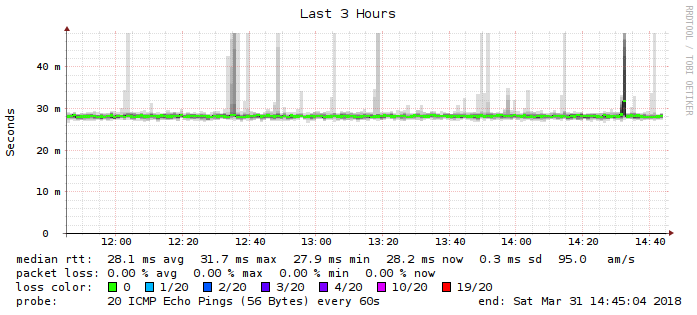 Last 3 Hours
RRDTOOL / TOBI OETIKER
Seconds
40 m
30 m
20 m
10 m
0
12:00 12:20 12:40 13:00 13:20 13:40 14:00 14:20 14:40
median rtt: 28.1 ms avg 31.7 ms max 27.9 ms min 28.2 ms now 0.3 ms sd 95.0 am/s
packet loss: 0.00 % avg 0.00 % max 0.00 % min 0.00 % now
loss color: 0 1/20 2/20 3/20 4/20 10/20 19/20
probe: 20 ICMP Echo Pings (56 Bytes) every 60s end: Sat Mar 31 14:45:04 2018